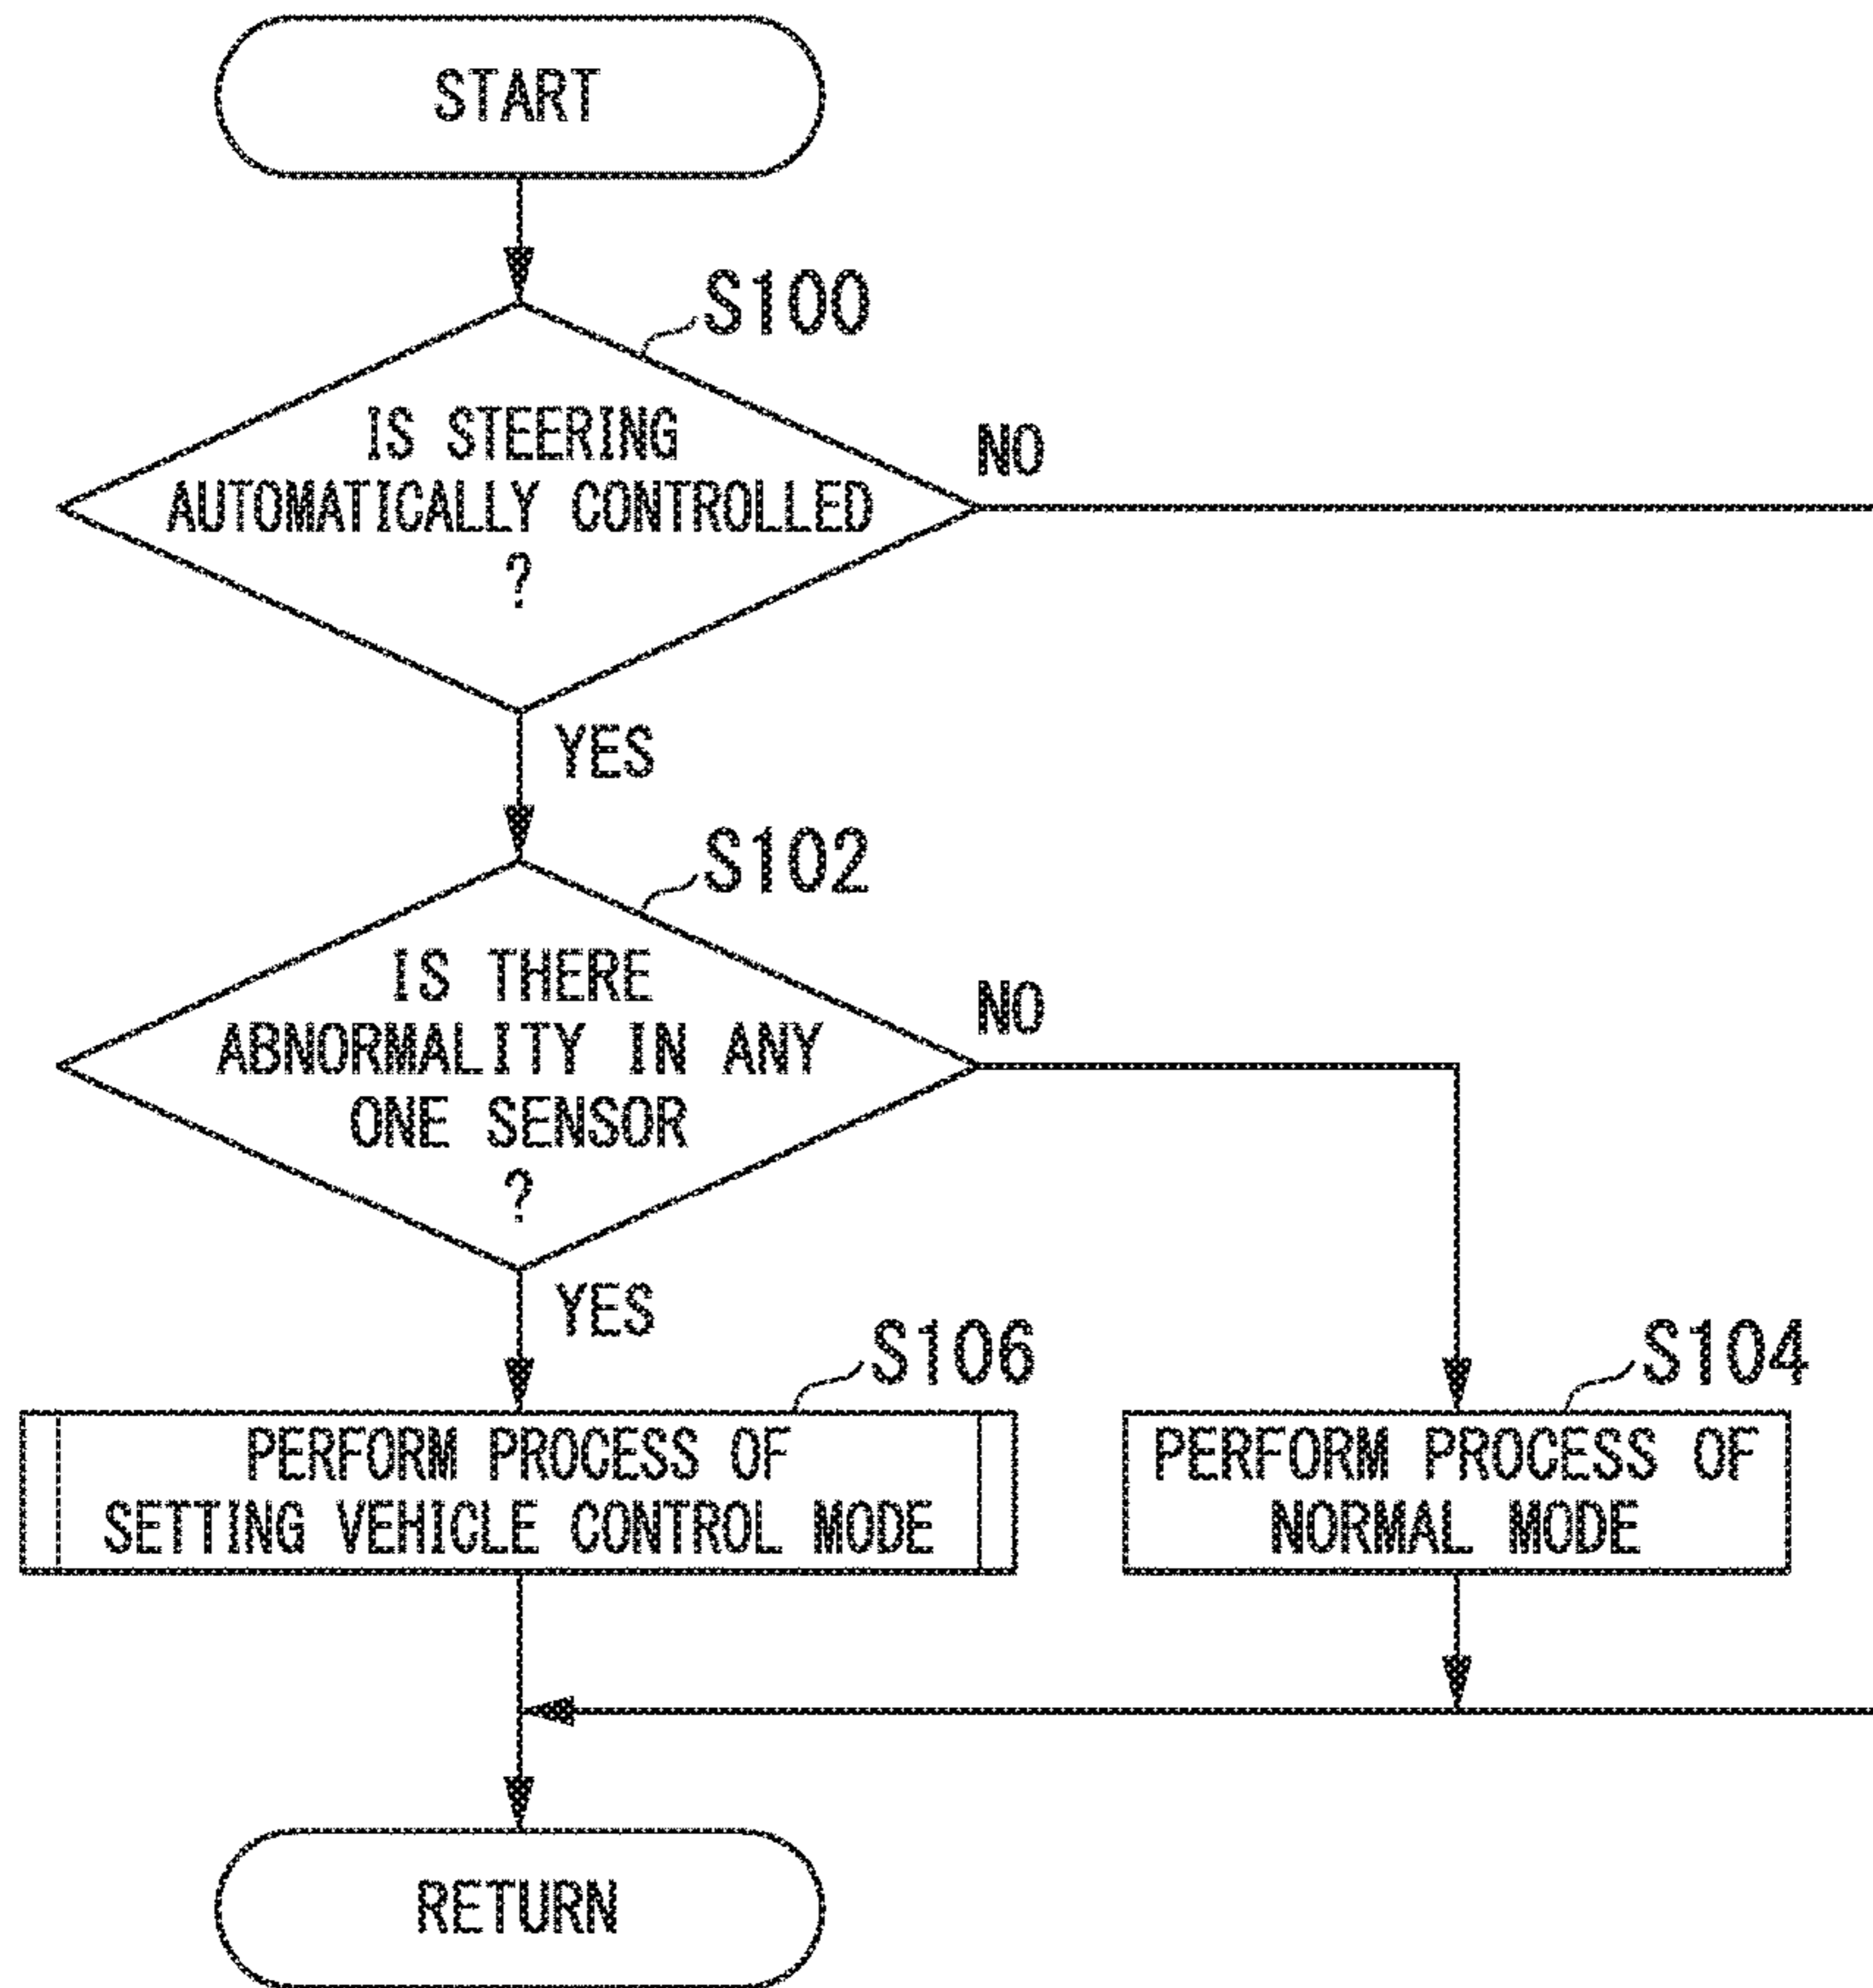 START
S100
IS STEERING
AUTOMATICALLY CONTROLLED
?
NO
YES
S102
IS THERE
ABNORMALITY IN ANY
ONE SENSOR
?
NO
YES
S106
PERFORM PROCESS OF
SETTING VEHICLE CONTROL MODE
S104
PERFORM PROCESS OF
NORMAL MODE
RETURN